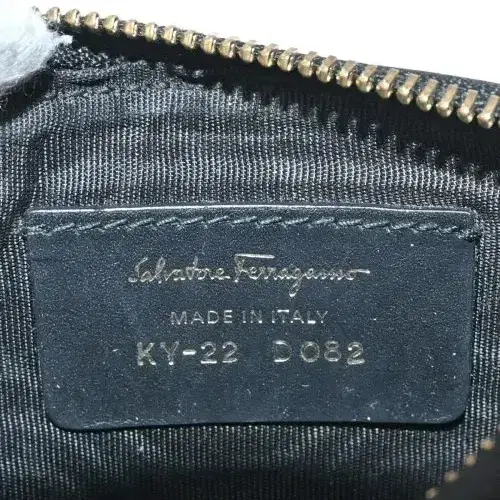 Salvatore Ferragamo
MADE IN ITALY
KY-22 D082